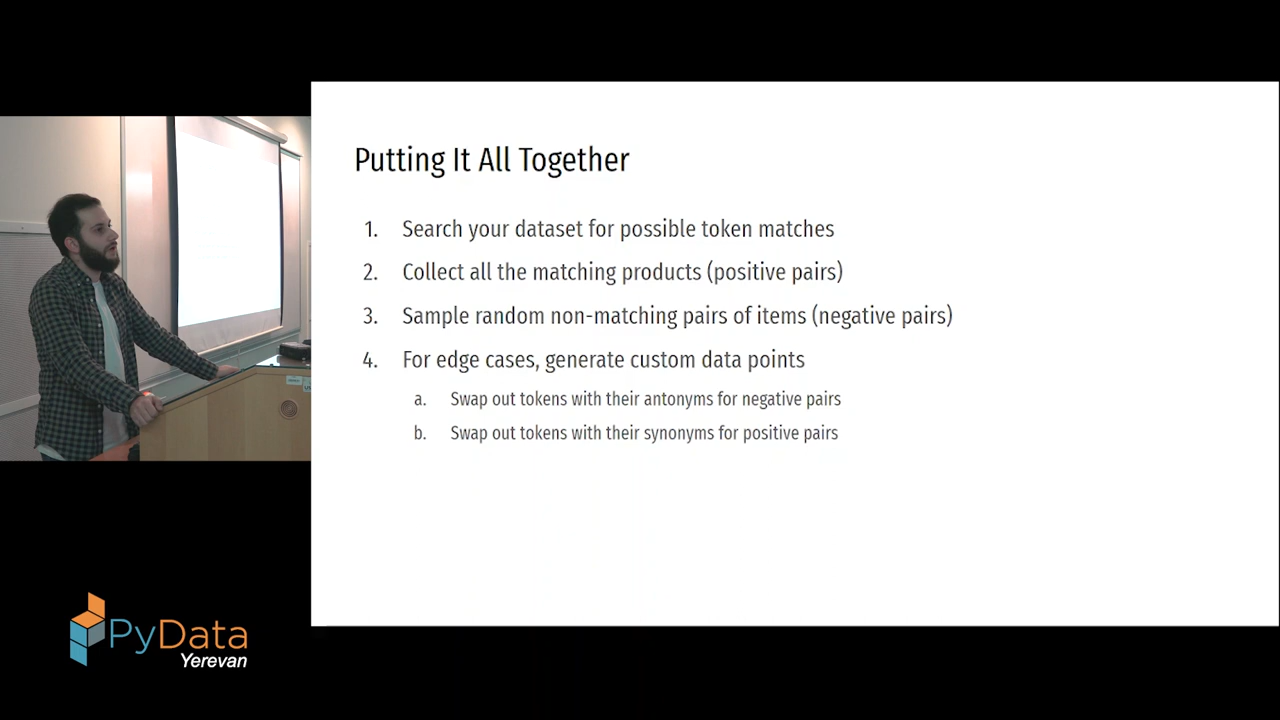 Putting It All Together
1. Search your dataset for possible token matches
2. Collect all the matching products (positive pairs)
3. Sample random non-matching pairs of items (negative pairs)
4. For edge cases, generate custom data points
a. Swap out tokens with their antonyms for negative pairs
b. Swap out tokens with their synonyms for positive pairs
PyData
Yerevan